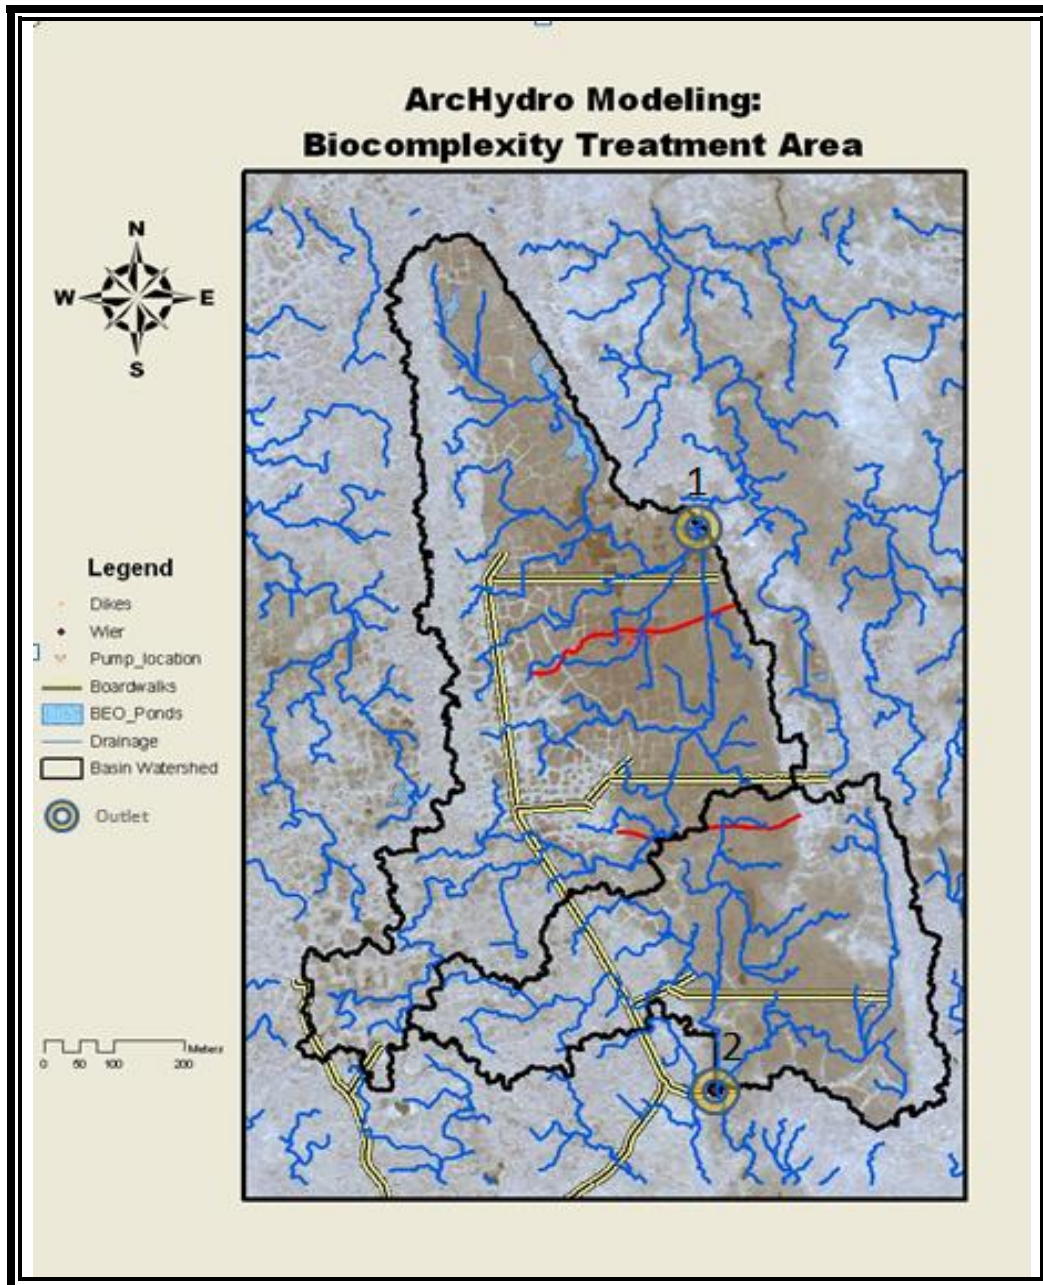 ArcHydro Modeling:
Biocomplexity Treatment Area
N
W E
S
1
Legend
Dikes
Wier
Pump_location
Boardwalks
BEO_Ponds
Drainage
Basin Watershed
Outlet
2
Meters
0 50 100 200